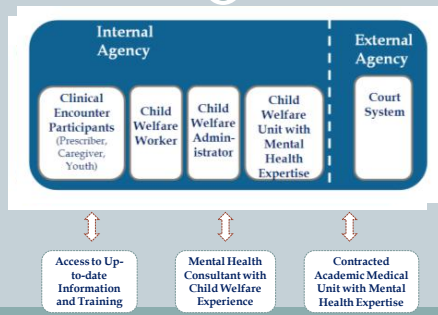 Internal
Agency
External
Agency
Clinical
Encounter
Participants
(Prescriber,
Caregiver,
Youth)
Child
Welfare
Worker
Child
Welfare
Admin-
istrator
Child
Welfare
Unit with
Mental
Health
Expertise
Court
System
Access to Up-
to-date
Information
and Training
Mental Health
Consultant with
Child Welfare
Experience
Contracted
Academic Medical
Unit with Mental
Health Expertise